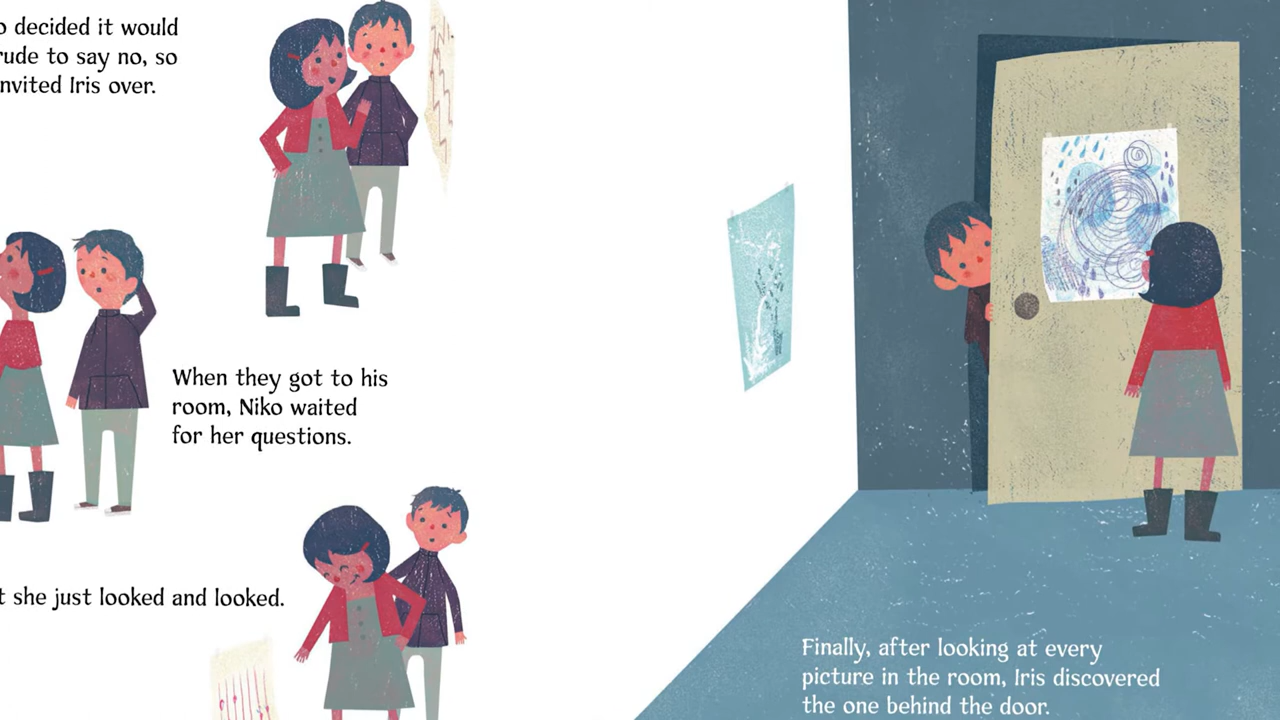 decided it would
rude to say no, so
invited Iris over.
When they got to his
room, Niko waited
for her questions.
she just looked and looked.
Finally, after looking at every
picture in the room, Iris discovered
the one behind the door.